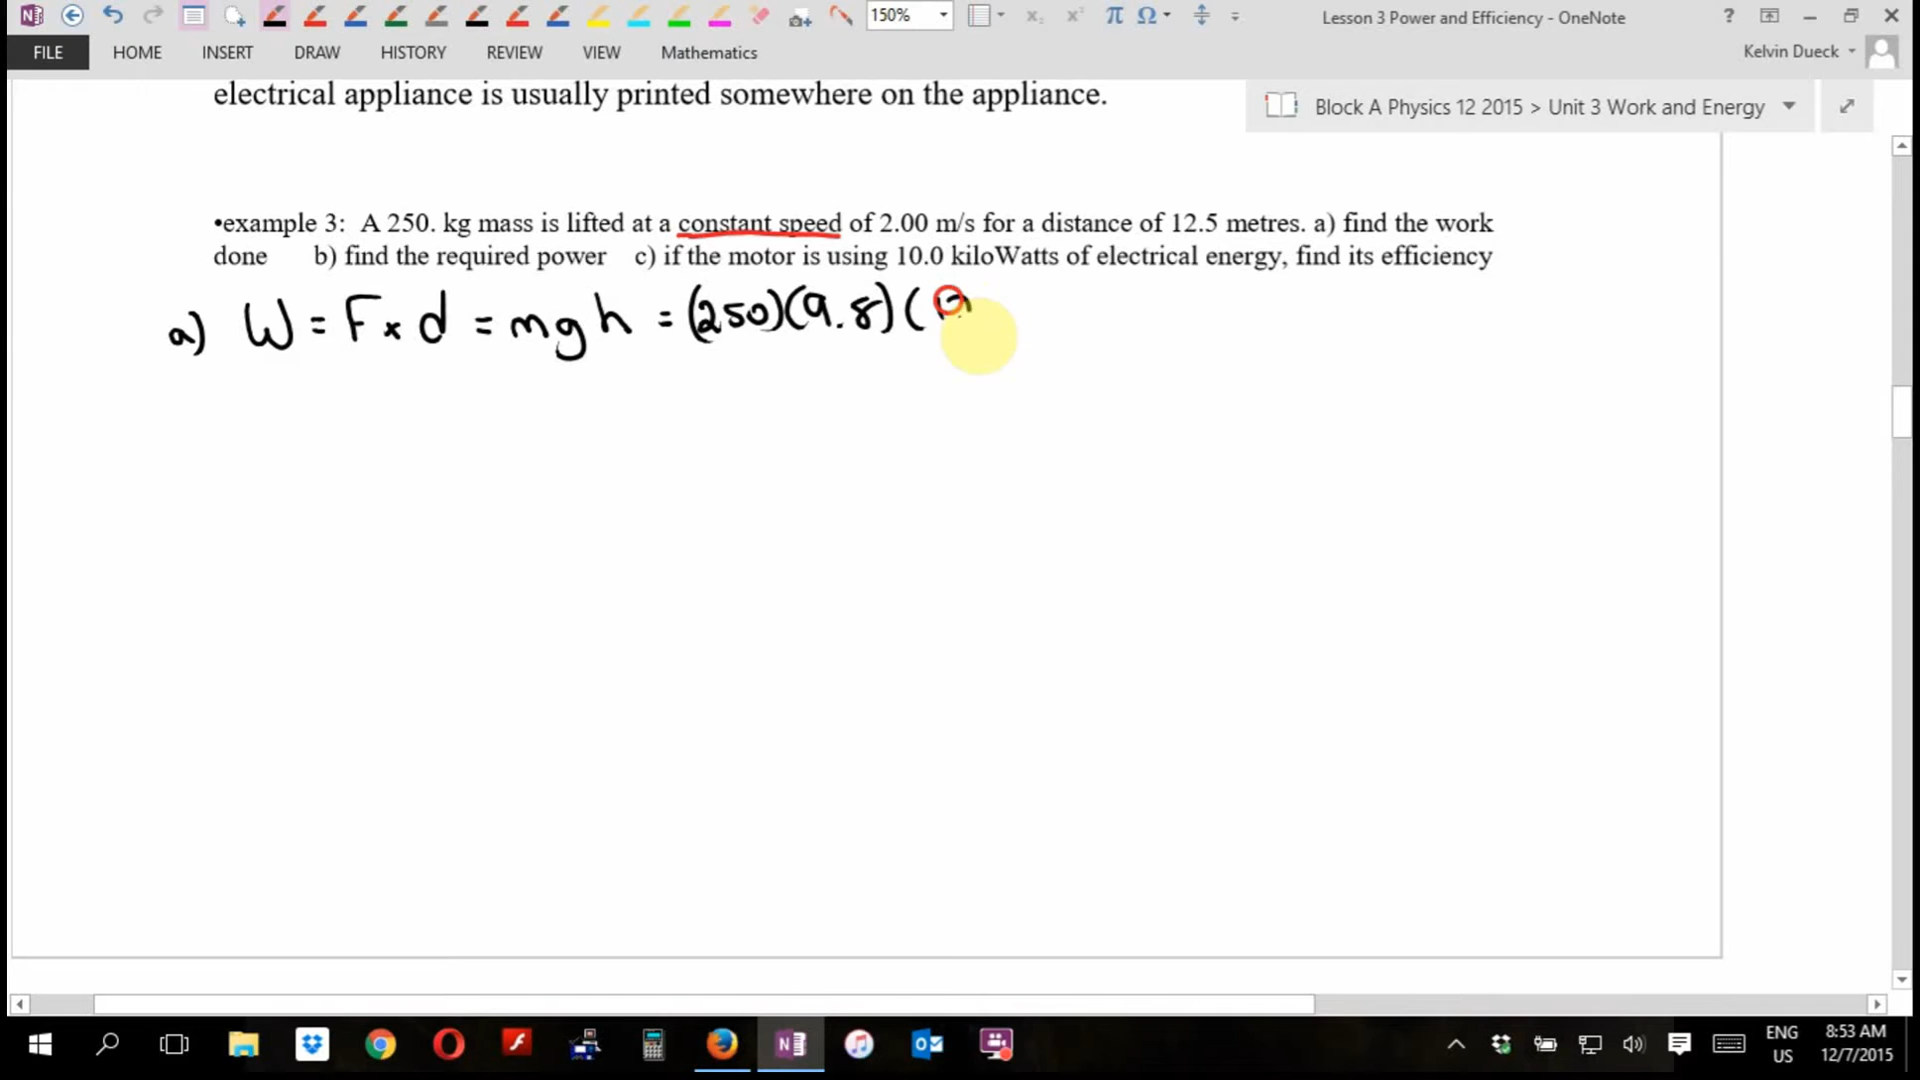 150%
π Ω
Lesson 3 Power and Efficiency - OneNote
?
FILE HOME INSERT DRAW HISTORY REVIEW VIEW Mathematics
Kelvin Dueck
electrical appliance is usually printed somewhere on the appliance.
Block A Physics 12 2015 > Unit 3 Work and Energy
•example 3: A 250. kg mass is lifted at a constant speed of 2.00 m/s for a distance of 12.5 metres. a) find the work
done b) find the required power c) if the motor is using 10.0 kiloWatts of electrical energy, find its efficiency
a) W = F x d = mgh = (250)(9.8)(
ENG
US
8:53 AM
12/7/2015